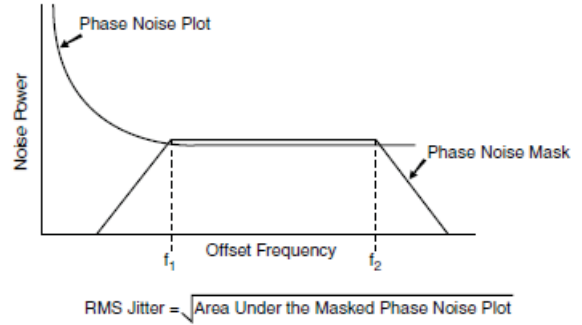 Phase Noise Plot
Noise Power
Phase Noise Mask
Offset Frequency
f1
f2
RMS Jitter = √Area Under the Masked Phase Noise Plot